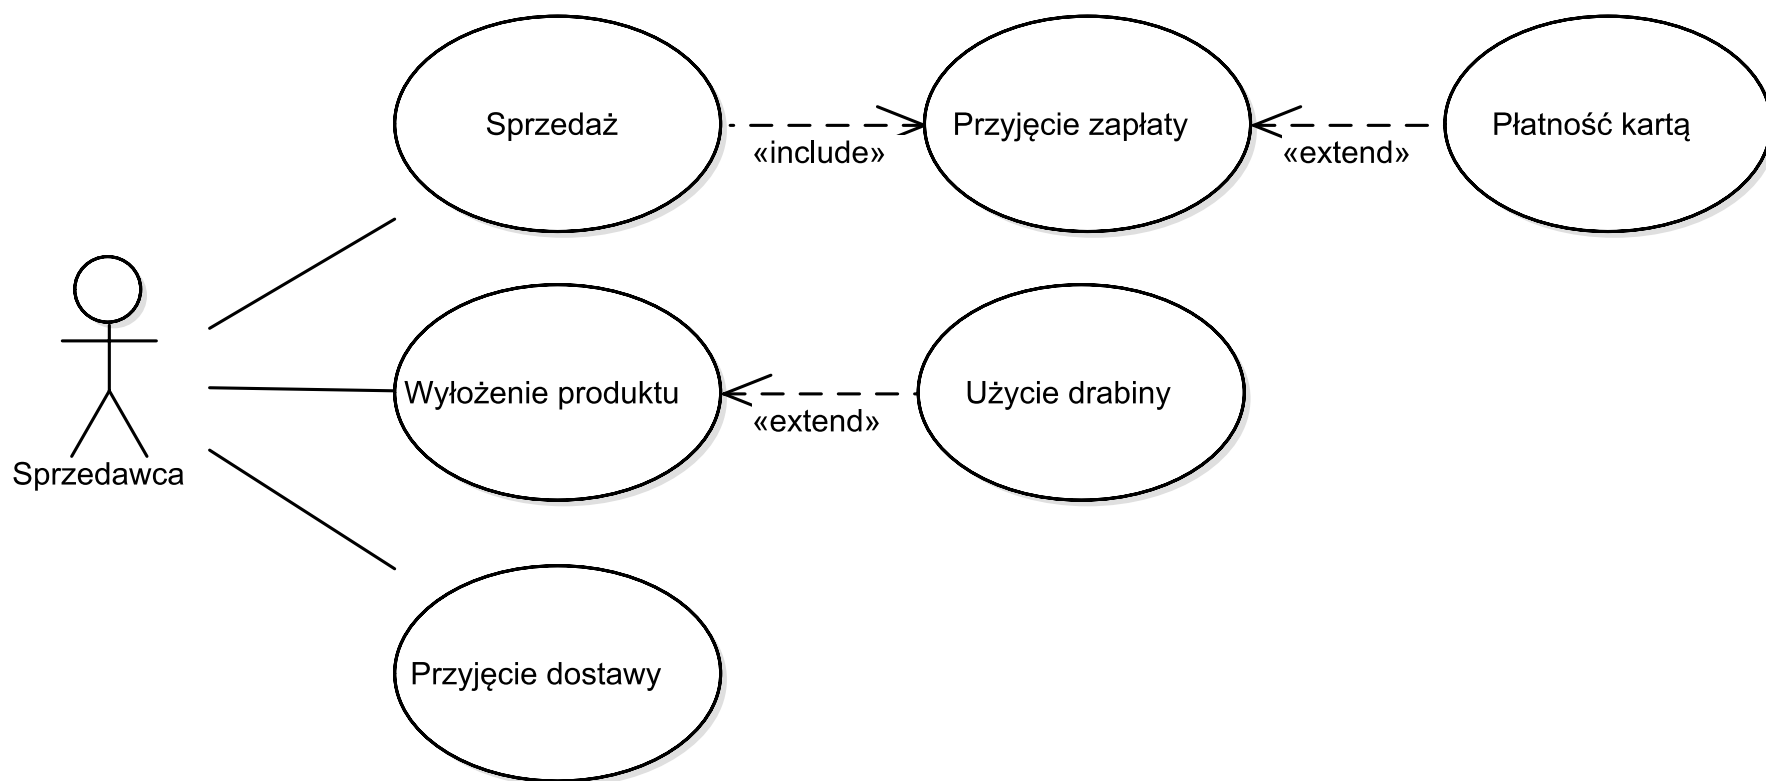 Sprzedaż
«include»
Przyjęcie zapłaty
«extend»
Płatność kartą
Sprzedawca
Wyłożenie produktu
«extend»
Użycie drabiny
Przyjęcie dostawy